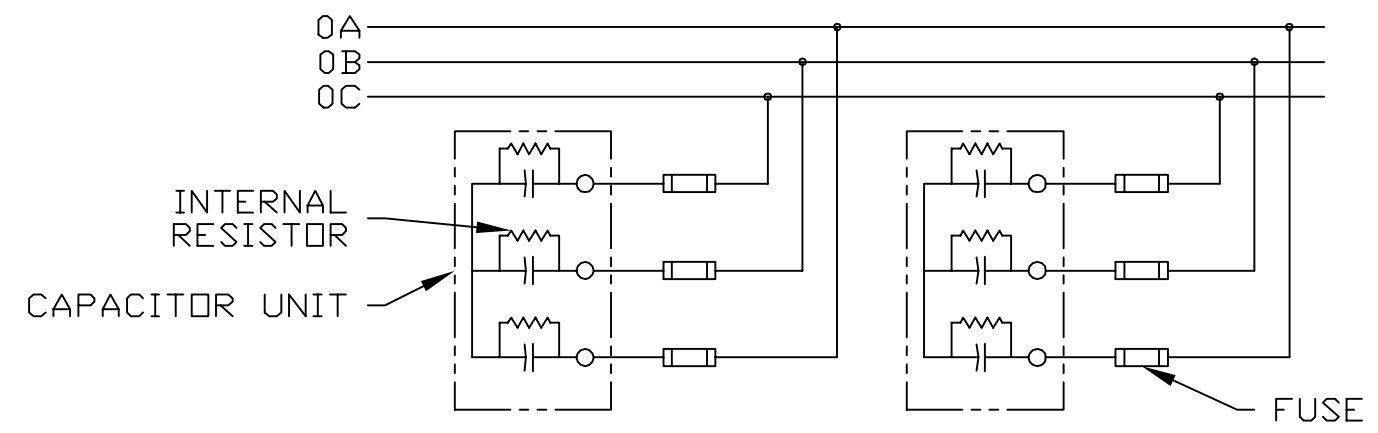 0A
0B
0C
INTERNAL
RESISTOR
CAPACITOR UNIT
FUSE